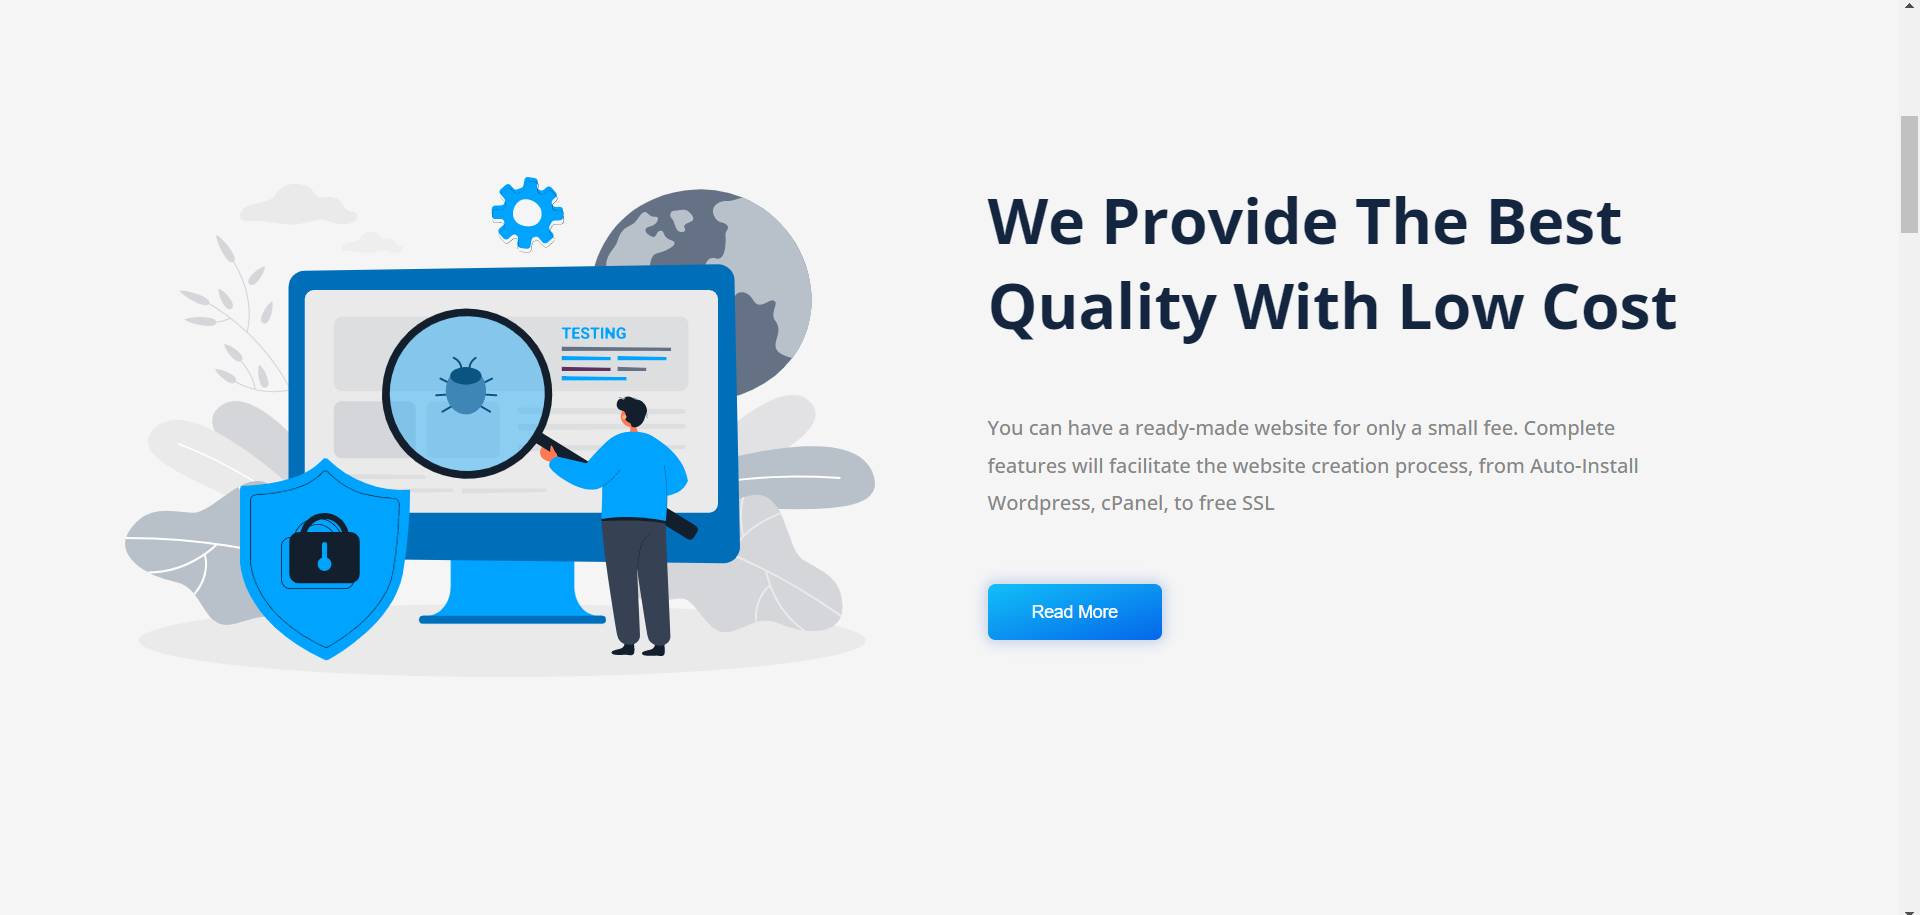 TESTING
We Provide The Best
Quality With Low Cost
You can have a ready-made website for only a small fee. Complete
features will facilitate the website creation process, from Auto-Install
Wordpress, cPanel, to free SSL
Read More